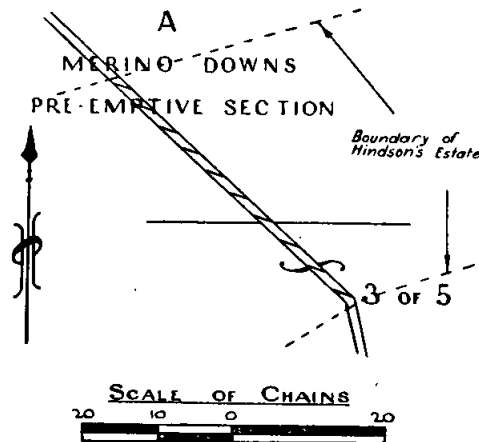 A
MERINO DOWNS
PRE-EMPTIVE SECTION
Boundary of
Hindson's Estate
3 OF 5
SCALE OF CHAINS
20 10 0 20